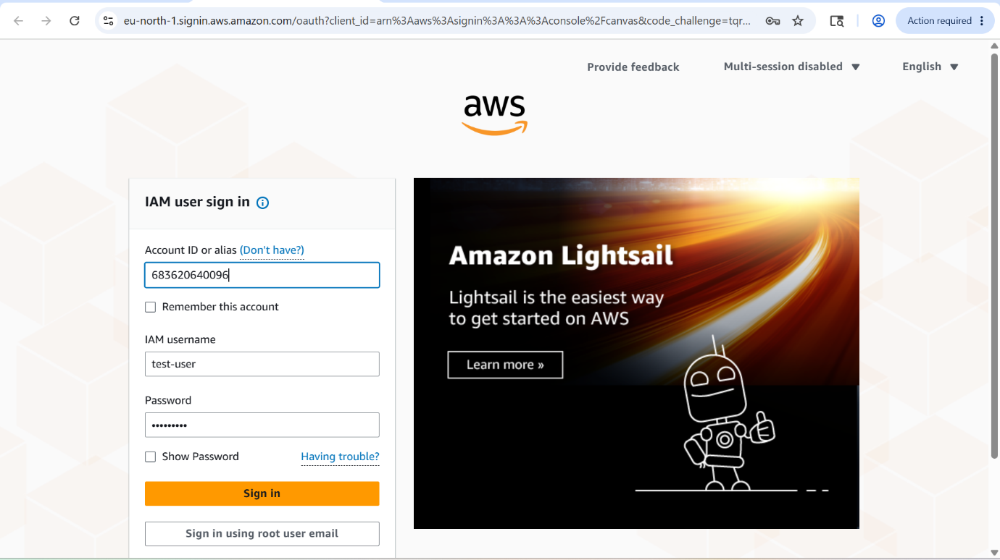 eu-north-1.signin.aws.amazon.com/oauth?client_id=arn%3Aaws%3Asignin%3A%3A%3Aconsole%2Fcanvas&code_challenge=tqr...
Action required
Provide feedback
Multi-session disabled
English
aws
IAM user sign in
Account ID or alias (Don't have?)
683620640096
Remember this account
IAM username
test-user
Password
•••••••••
Show Password
Having trouble?
Sign in
Sign in using root user email
Amazon Lightsail
Lightsail is the easiest way
to get started on AWS
Learn more »